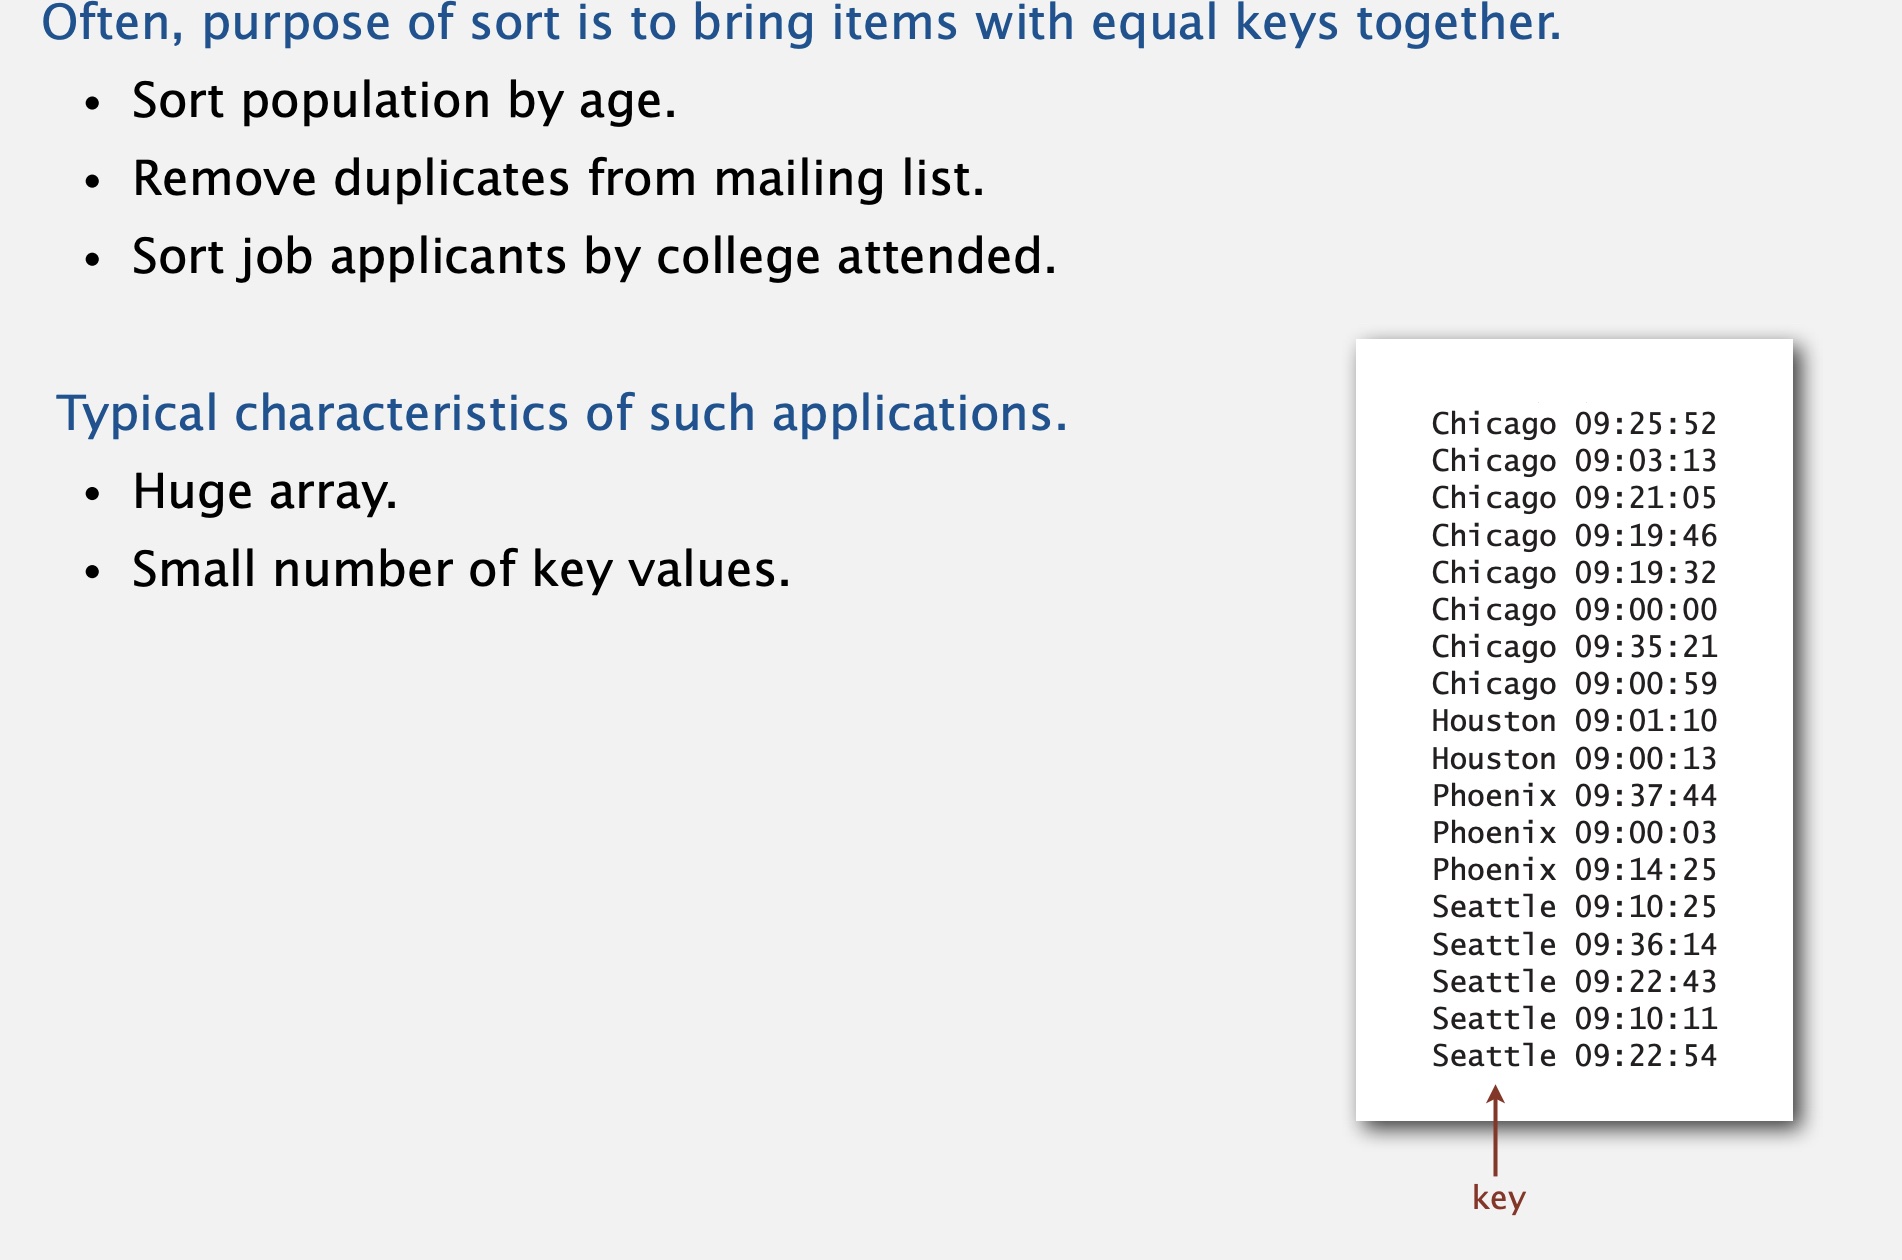 Often, purpose of sort is to bring items with equal keys together.
• Sort population by age.
• Remove duplicates from mailing list.
• Sort job applicants by college attended.
Typical characteristics of such applications.
• Huge array.
• Small number of key values.
Chicago 09:25:52
Chicago 09:03:13
Chicago 09:21:05
Chicago 09:19:46
Chicago 09:19:32
Chicago 09:00:00
Chicago 09:35:21
Chicago 09:00:59
Houston 09:01:10
Houston 09:00:13
Phoenix 09:37:44
Phoenix 09:00:03
Phoenix 09:14:25
Seattle 09:10:25
Seattle 09:36:14
Seattle 09:22:43
Seattle 09:10:11
Seattle 09:22:54
key